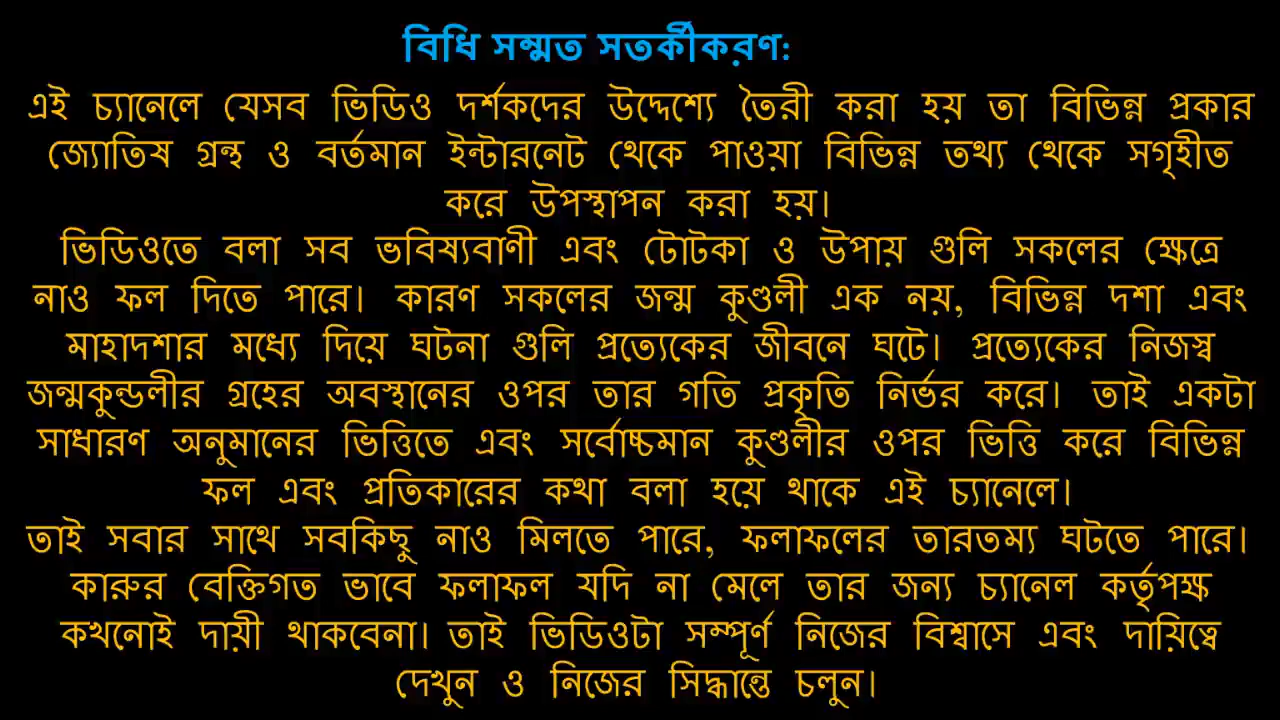 বিধি সম্মত সতর্কীকরণ:
এই চ্যানেলে যেসব ভিডিও দর্শকদের উদ্দেশ্যে তৈরী করা হয় তা বিভিন্ন প্রকার
জ্যোতিষ গ্রন্থ ও বর্তমান ইন্টারনেট থেকে পাওয়া বিভিন্ন তথ্য থেকে সগৃহীত
করে উপস্থাপন করা হয়।
ভিডিওতে বলা সব ভবিষ্যবাণী এবং টোটকা ও উপায় গুলি সকলের ক্ষেত্রে
নাও ফল দিতে পারে। কারণ সকলের জন্ম কুণ্ডলী এক নয়, বিভিন্ন দশা এবং
মাহাদশার মধ্যে দিয়ে ঘটনা গুলি প্রত্যেকের জীবনে ঘটে। প্রত্যেকের নিজস্ব
জন্মকুন্ডলীর গ্রহের অবস্থানের ওপর তার গতি প্রকৃতি নির্ভর করে। তাই একটা
সাধারণ অনুমানের ভিত্তিতে এবং সর্বোচ্চমান কুণ্ডলীর ওপর ভিত্তি করে বিভিন্ন
ফল এবং প্রতিকারের কথা বলা হয়ে থাকে এই চ্যানেলে।
তাই সবার সাথে সবকিছু নাও মিলতে পারে, ফলাফলের তারতম্য ঘটতে পারে।
কারুর বেক্তিগত ভাবে ফলাফল যদি না মেলে তার জন্য চ্যানেল কর্তৃপক্ষ
কখনোই দায়ী থাকবেনা। তাই ভিডিওটা সম্পূর্ণ নিজের বিশ্বাসে এবং দায়িত্বে
দেখুন ও নিজের সিদ্ধান্তে চলুন।